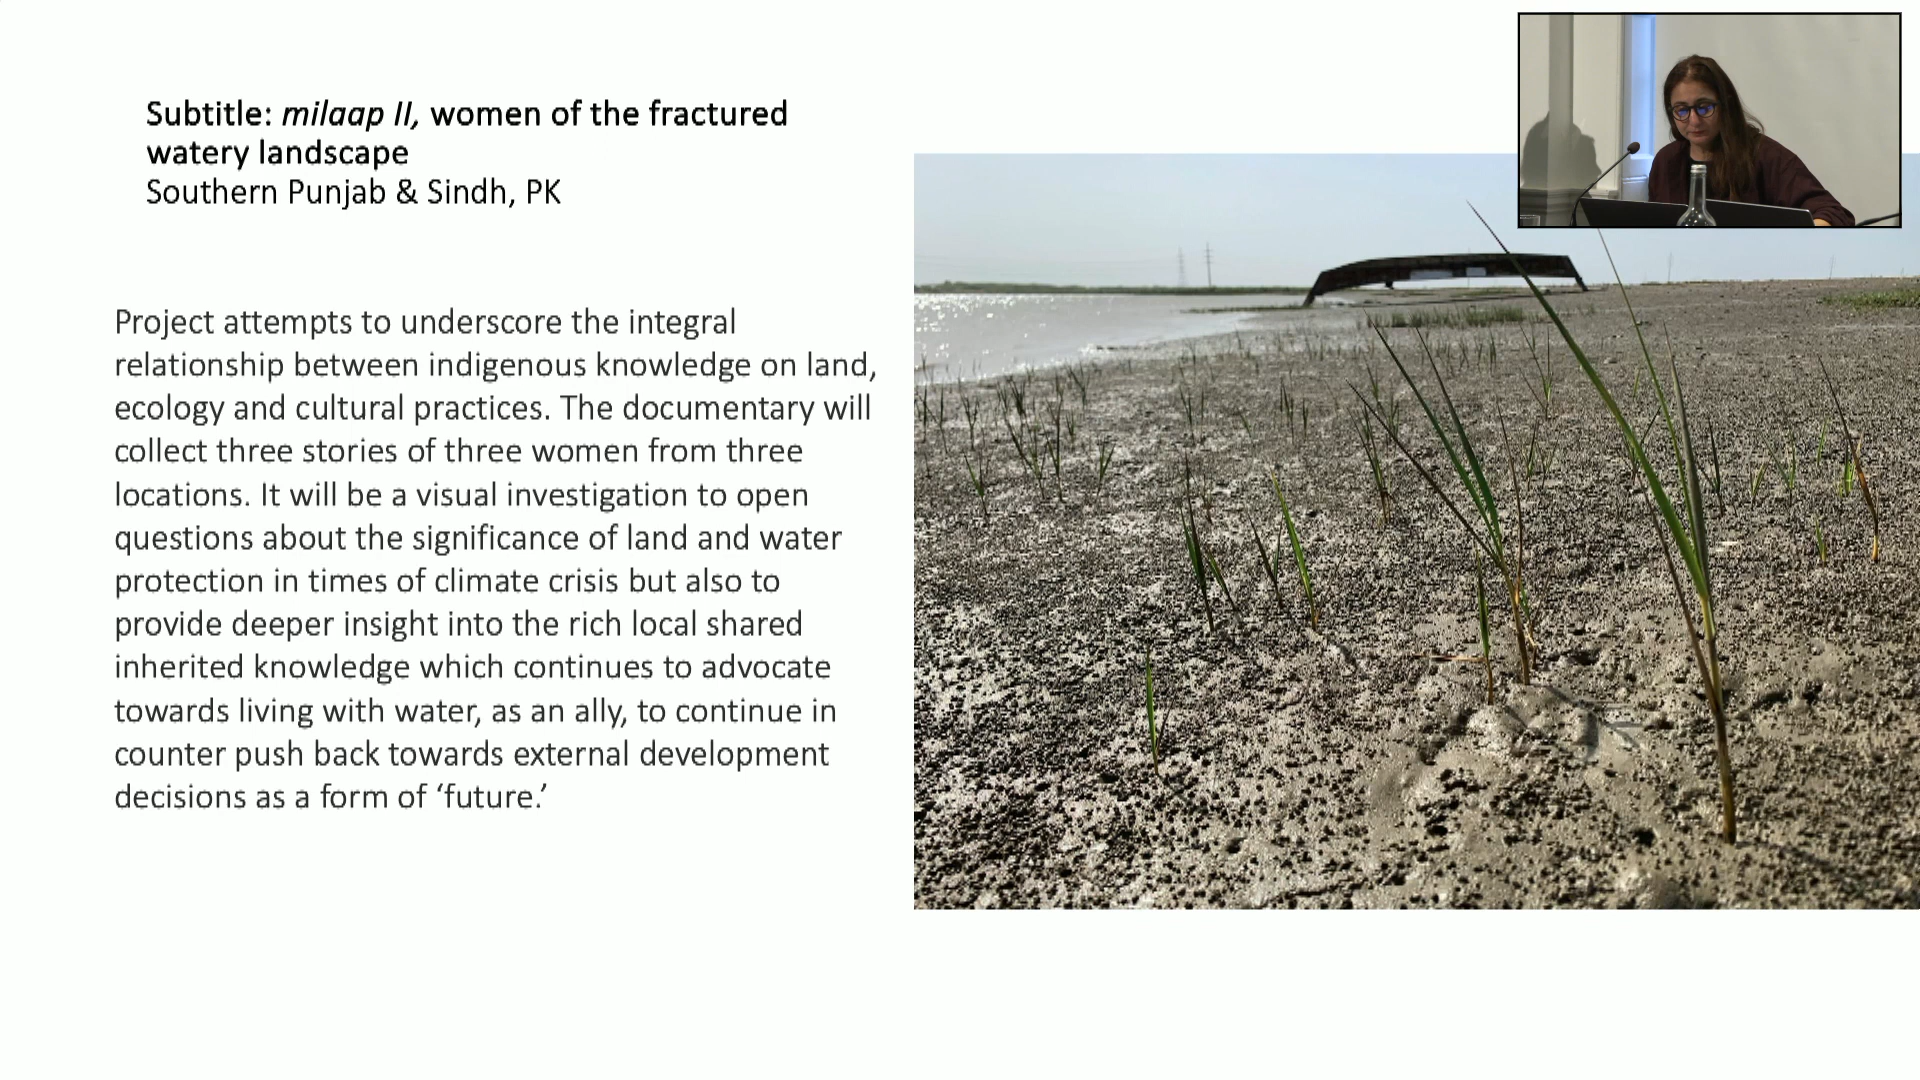 Subtitle: milaap II, women of the fractured
watery landscape
Southern Punjab & Sindh, PK
Project attempts to underscore the integral
relationship between indigenous knowledge on land,
ecology and cultural practices. The documentary will
collect three stories of three women from three
locations. It will be a visual investigation to open
questions about the significance of land and water
protection in times of climate crisis but also to
provide deeper insight into the rich local shared
inherited knowledge which continues to advocate
towards living with water, as an ally, to continue in
counter push back towards external development
decisions as a form of ‘future.’